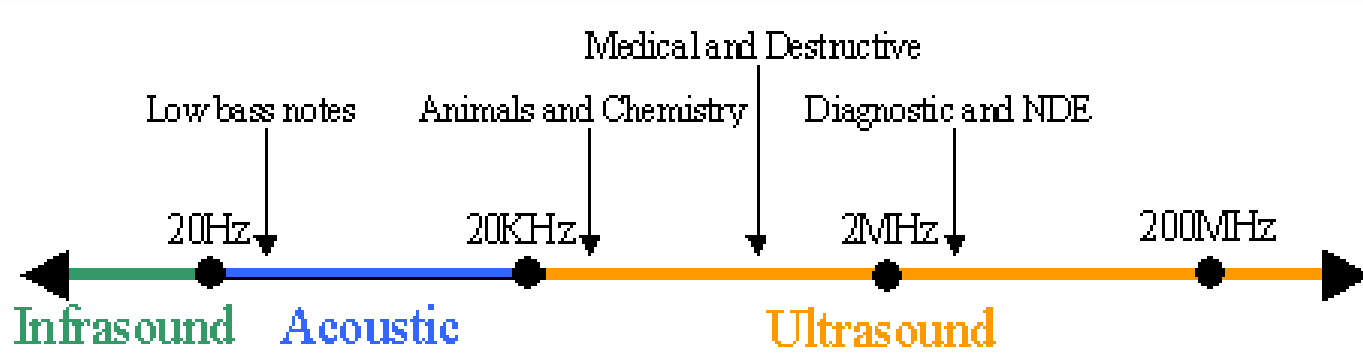 Medical and Destructive
Low bass notes
Animals and Chemistry
Diagnostic and NDE
20Hz
20KHz
2MHz
200MHz
Infrasound
Acoustic
Ultrasound